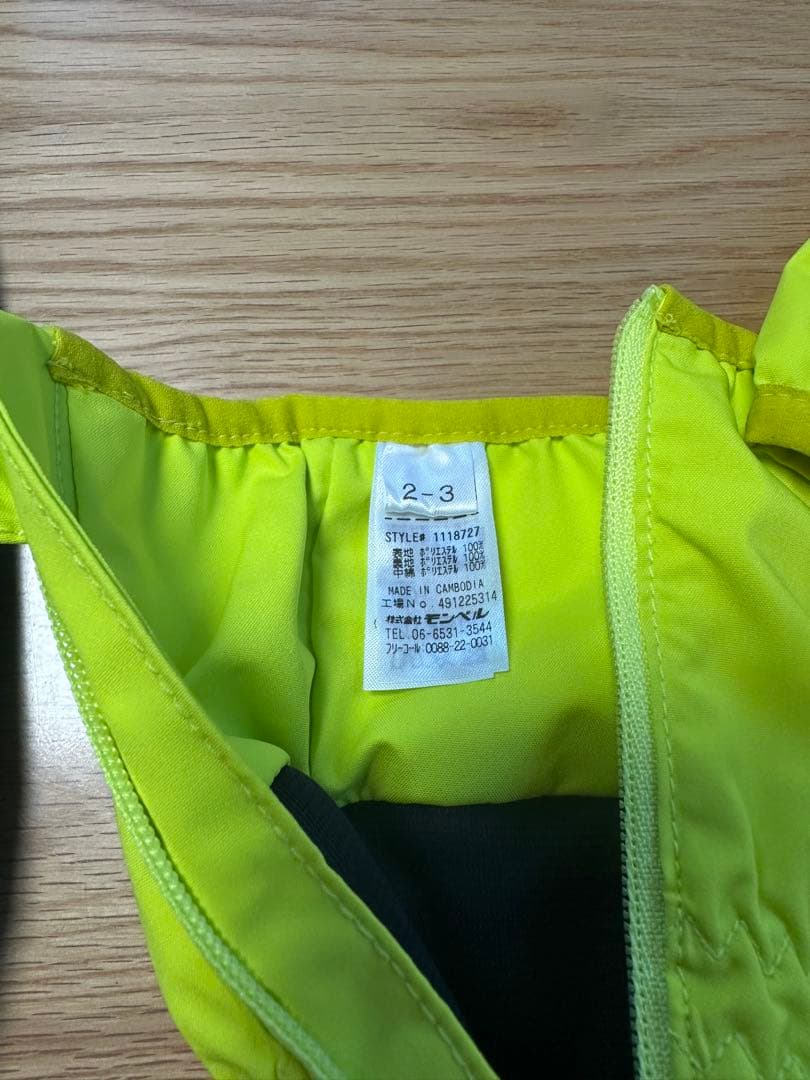 2-3
STYLE# 1118727
表地 ポリエステル 100%
裏地 ポリエステル 100%
中綿 ポリエステル 100%
MADE IN CAMBODIA
工場No. 491225314
株式会社 モンベル
TEL.06-6531-3544
フリーコール:0088-22-0031